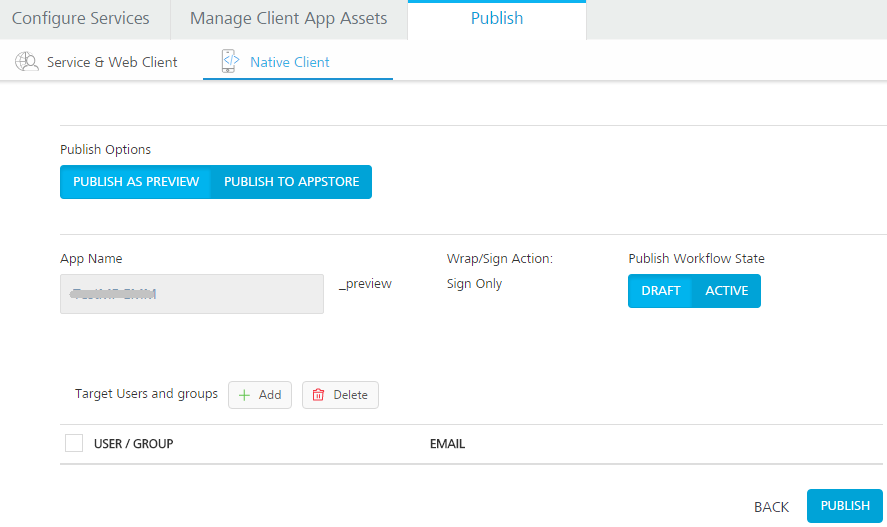 Configure Services Manage Client App Assets Publish
Service & Web Client Native Client
Publish Options
PUBLISH AS PREVIEW PUBLISH TO APPSTORE
App Name Wrap/Sign Action: Publish Workflow State
_preview Sign Only DRAFT ACTIVE
Target Users and groups Add Delete
USER / GROUP EMAIL
BACK PUBLISH